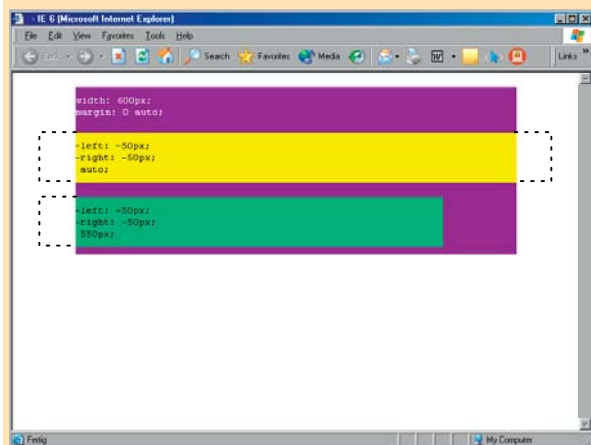 - IE 6 (Microsoft Internet Explorer)
File Edit View Favorites Tools Help
Search Favorites Media Links
width: 600px;
margin: 0 auto;
-left: -50px;
-right: -50px;
auto;
-left: -50px;
-right: -50px;
550px;
Fertig My Computer